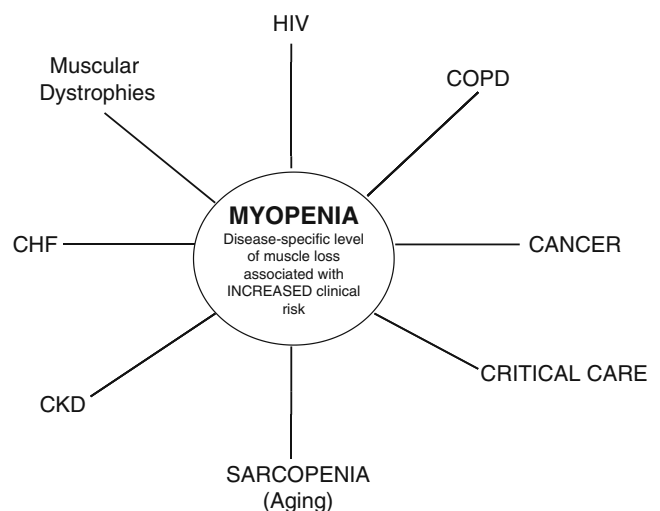 HIV
Muscular
Dystrophies
COPD
MYOPENIA
Disease-specific level
of muscle loss
associated with
INCREASED clinical
risk
CHF
CANCER
CRITICAL CARE
CKD
SARCOPENIA
(Aging)